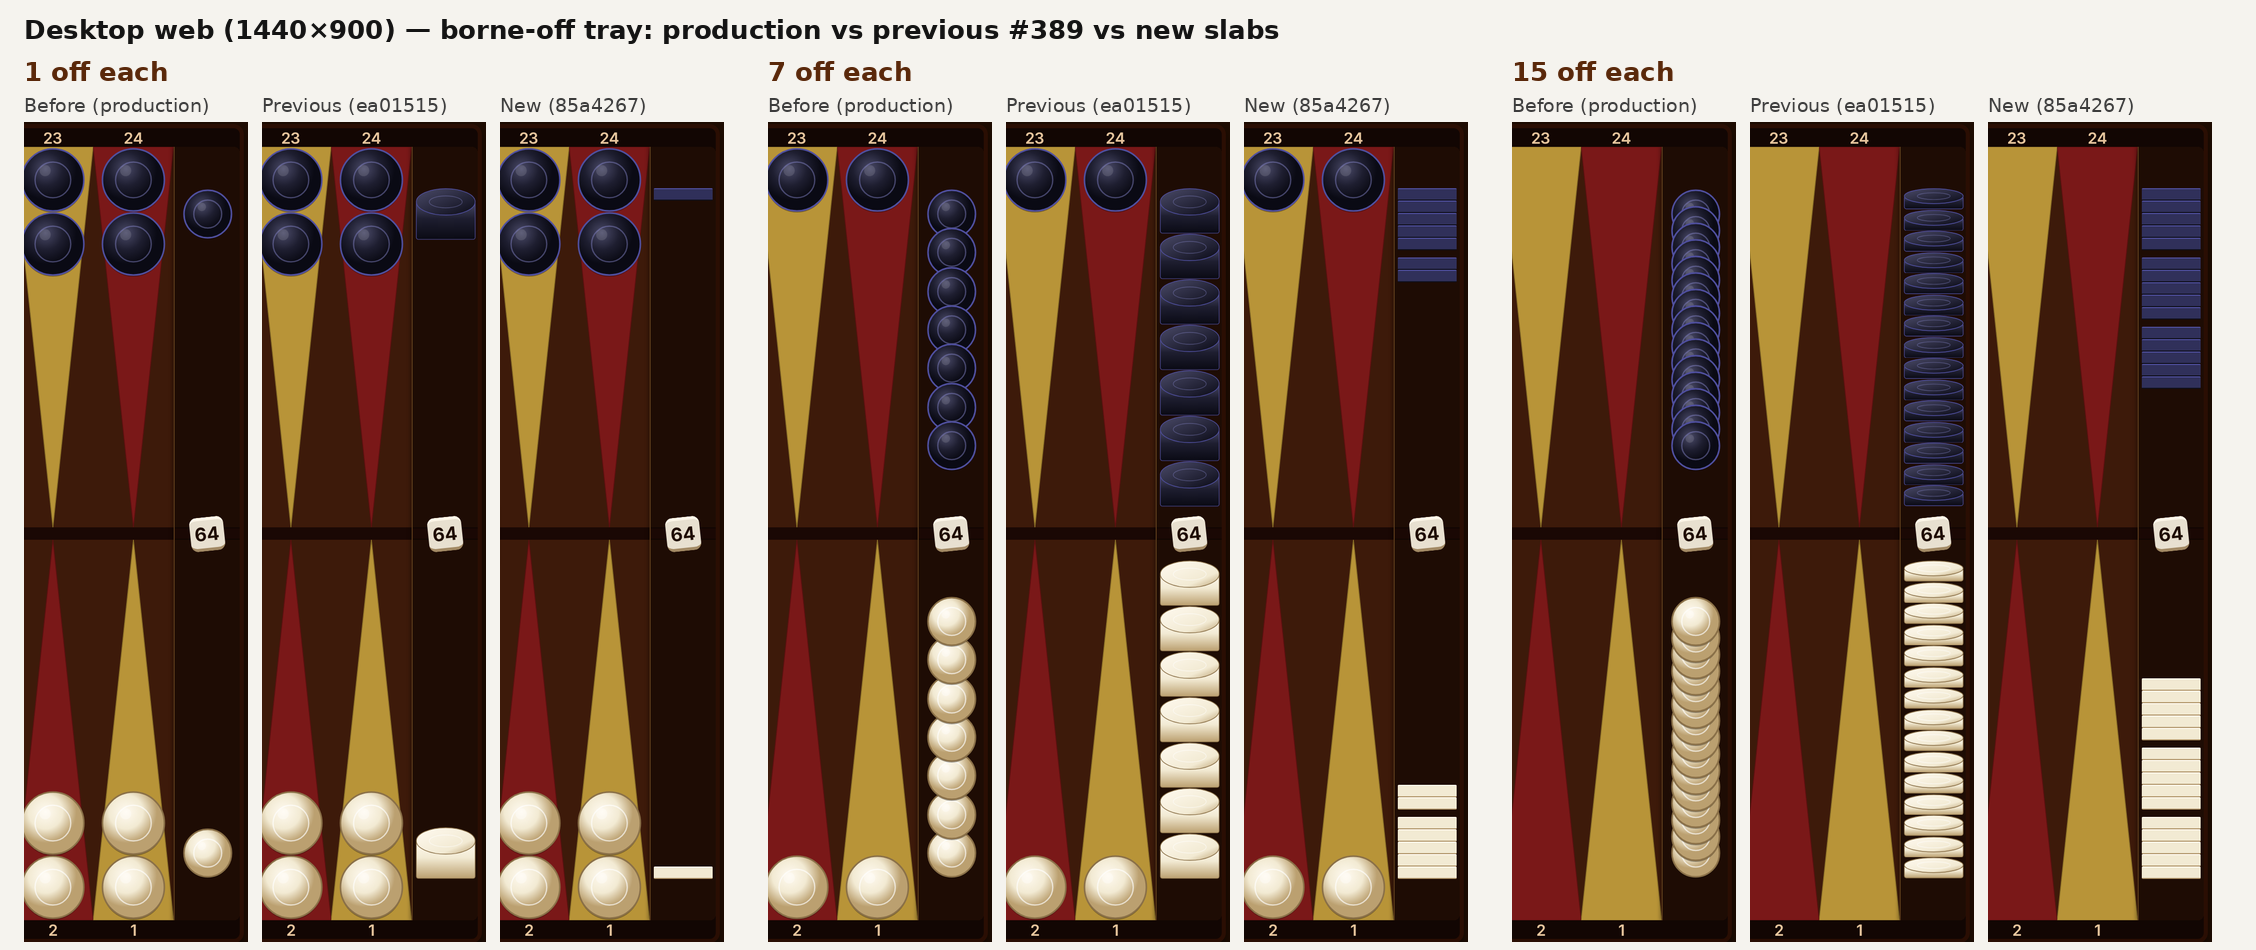 Desktop web (1440×900) — borne-off tray: production vs previous #389 vs new slabs
1 off each
7 off each
15 off each
Before (production)
Previous (ea01515)
New (85a4267)
Before (production)
Previous (ea01515)
New (85a4267)
Before (production)
Previous (ea01515)
New (85a4267)
23 24
23 24
23 24
23 24
23 24
23 24
23 24
23 24
23 24
64
64
64
64
64
64
64
64
64
2 1
2 1
2 1
2 1
2 1
2 1
2 1
2 1
2 1